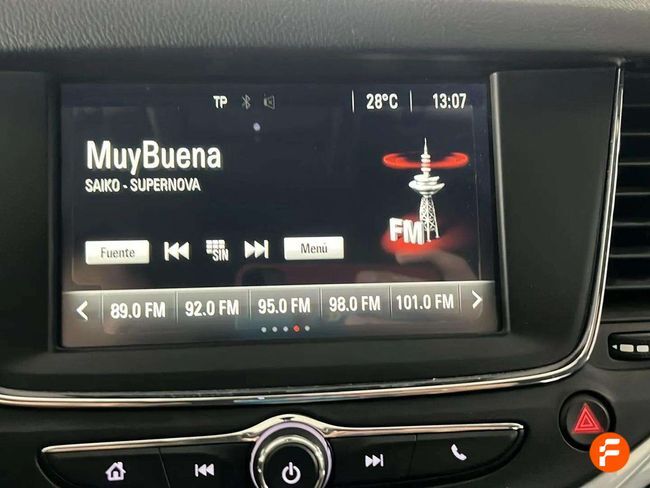 TP 28°C 13:07
MuyBuena
SAIKO - SUPERNOVA
FM
Fuente SIN Menú
89.0 FM 92.0 FM 95.0 FM 98.0 FM 101.0 FM